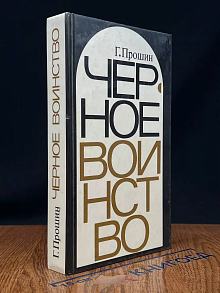 Г. Прошин
ЧЕР-
НОЕ
ВОИ
НСТ
ВО
Г. Прошин ЧЕРНОЕ ВОИНСТВО